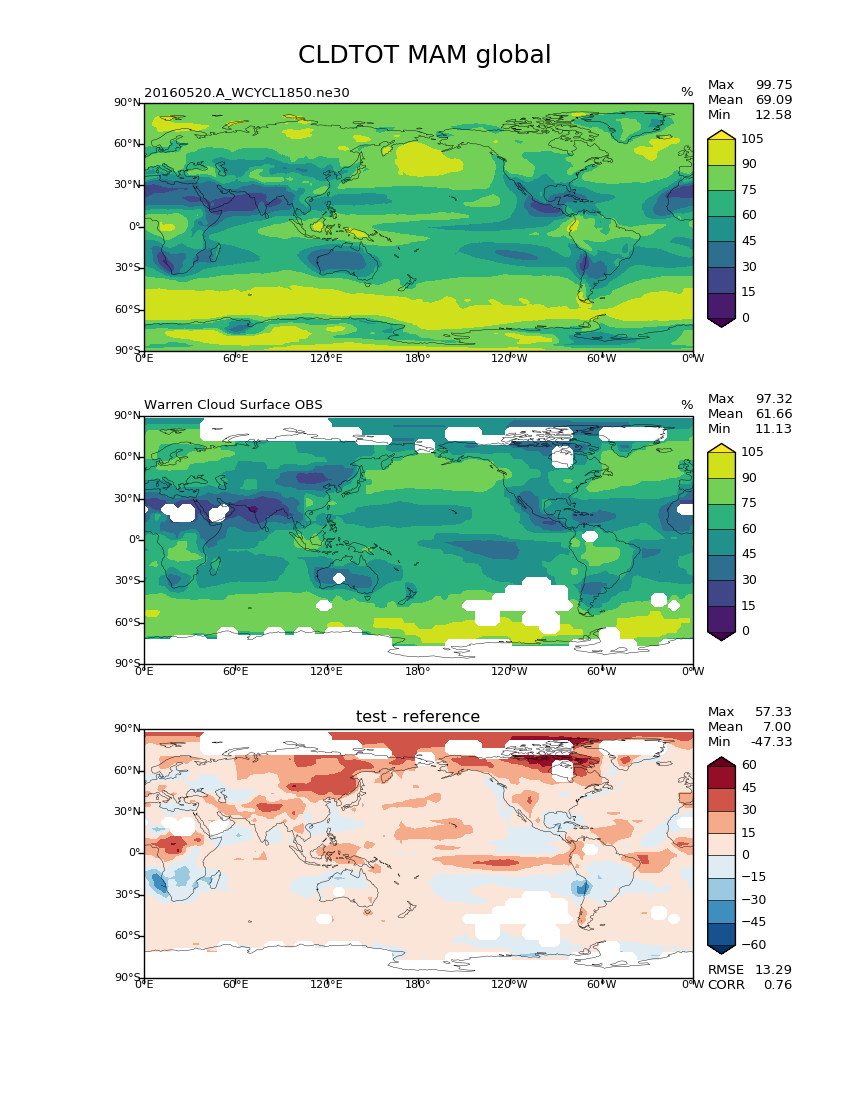 CLDTOT MAM global
20160520.A_WCYCL1850.ne30
%
Max 99.75
Mean 69.09
Min 12.58
90°N
60°N
30°N
0°
30°S
60°S
90°S
0°E 60°E 120°E 180° 120°W 60°W 0°W
105
90
75
60
45
30
15
0
Warren Cloud Surface OBS
%
Max 97.32
Mean 61.66
Min 11.13
90°N
60°N
30°N
0°
30°S
60°S
90°S
0°E 60°E 120°E 180° 120°W 60°W 0°W
105
90
75
60
45
30
15
0
test - reference
Max 57.33
Mean 7.00
Min -47.33
90°N
60°N
30°N
0°
30°S
60°S
90°S
0°E 60°E 120°E 180° 120°W 60°W 0°W
60
45
30
15
0
−15
−30
−45
−60
RMSE 13.29
CORR 0.76